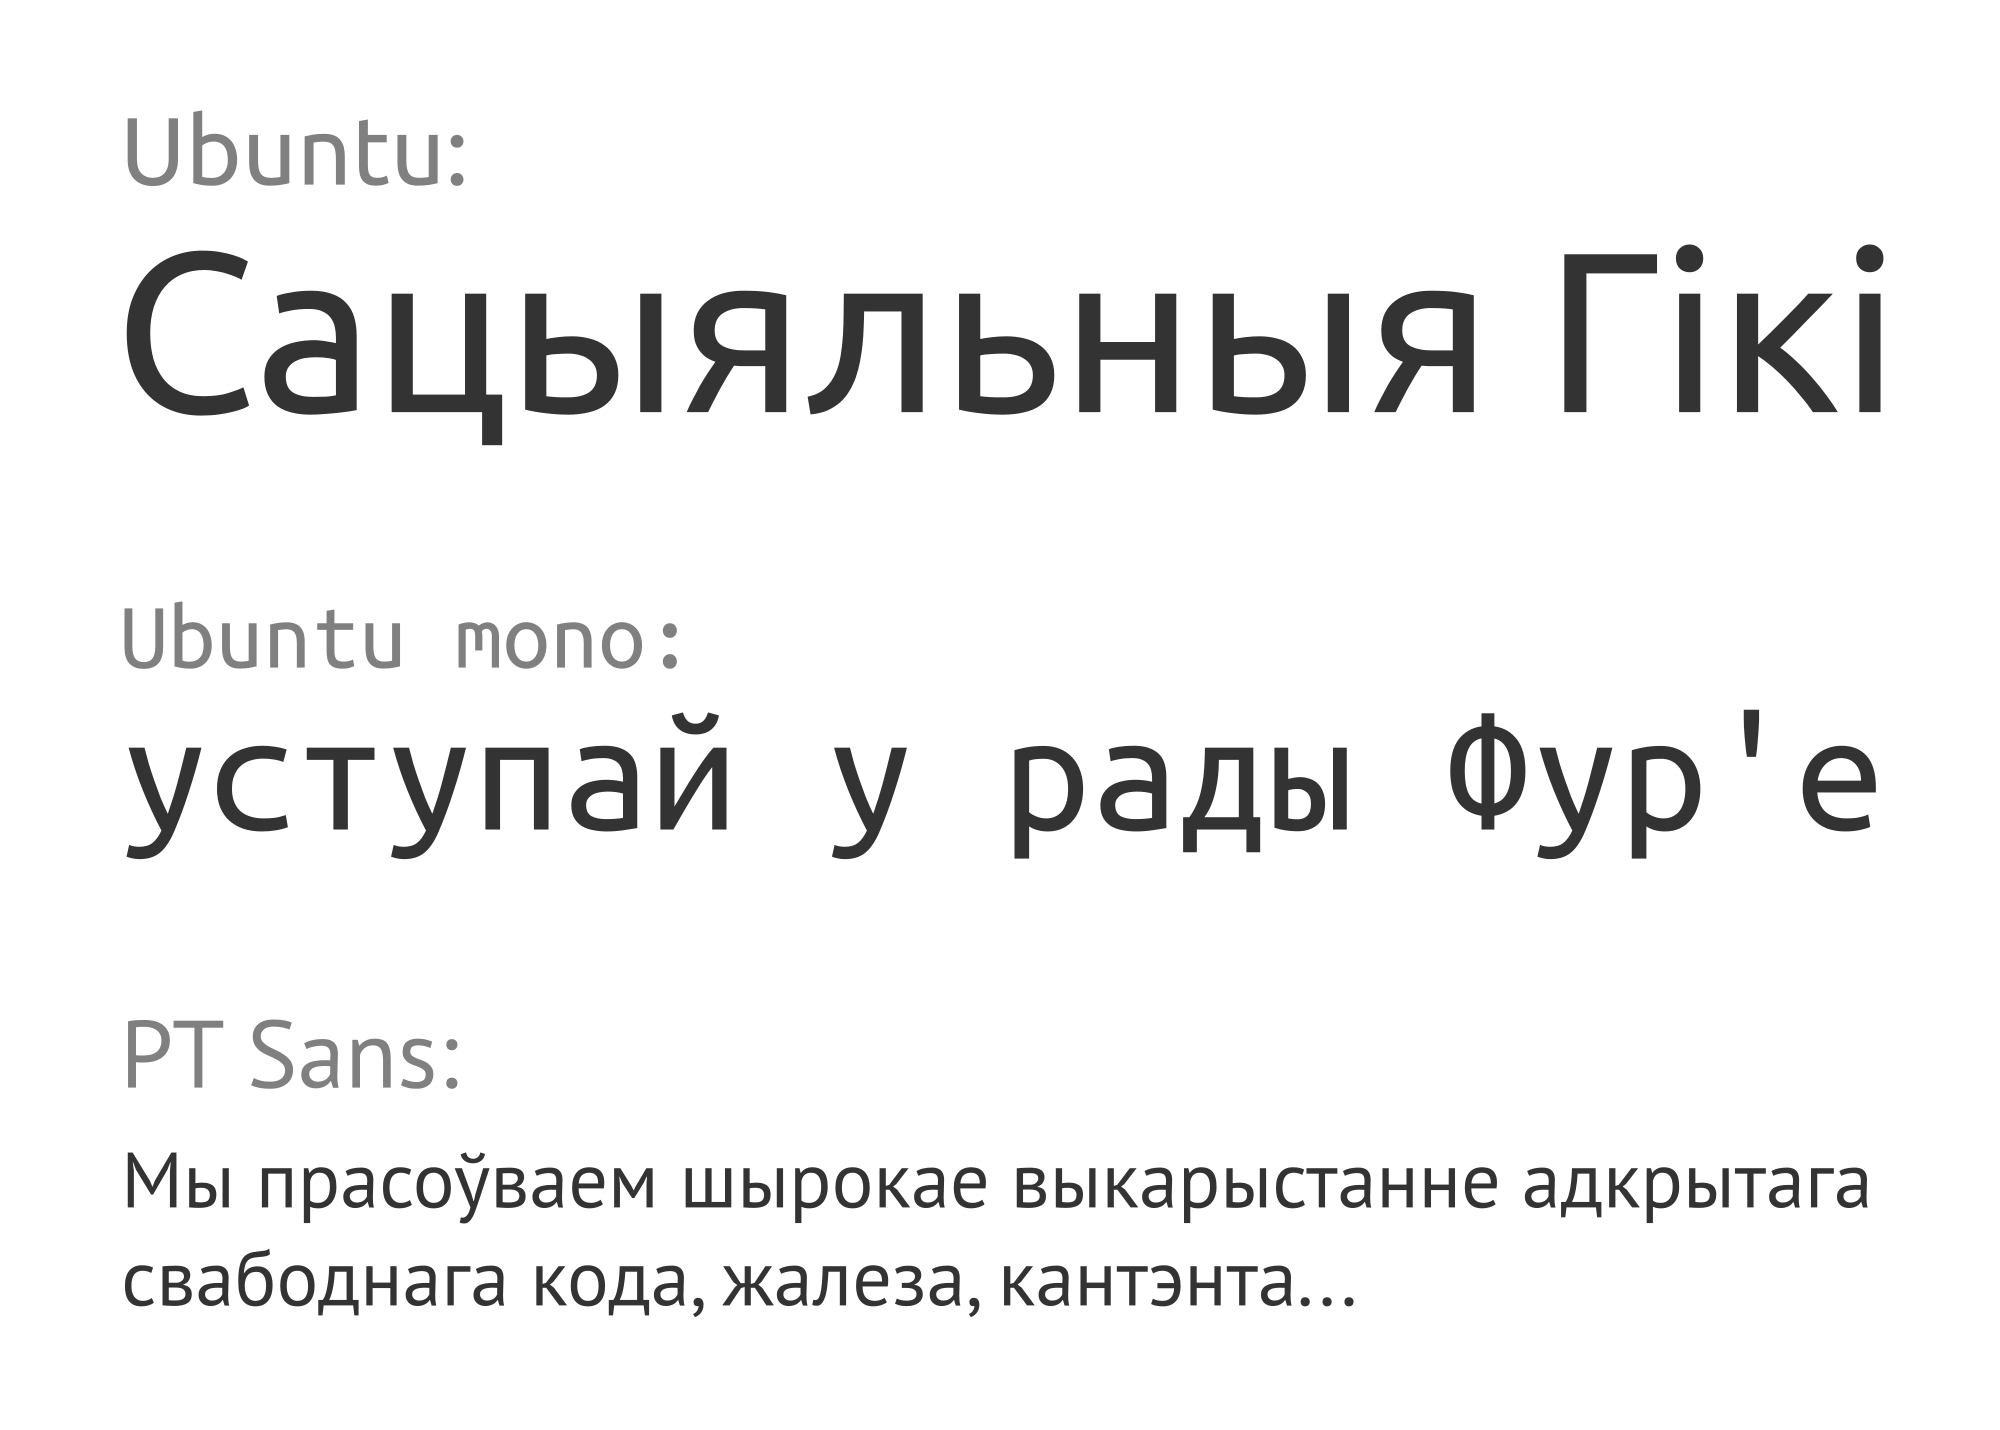 Ubuntu:
Сацыяльныя Гікі
Ubuntu mono:
уступай у рады Фур'е
PT Sans:
Мы прасоўваем шырокае выкарыстанне адкрытага
свабоднага кода, жалеза, кантэнта...